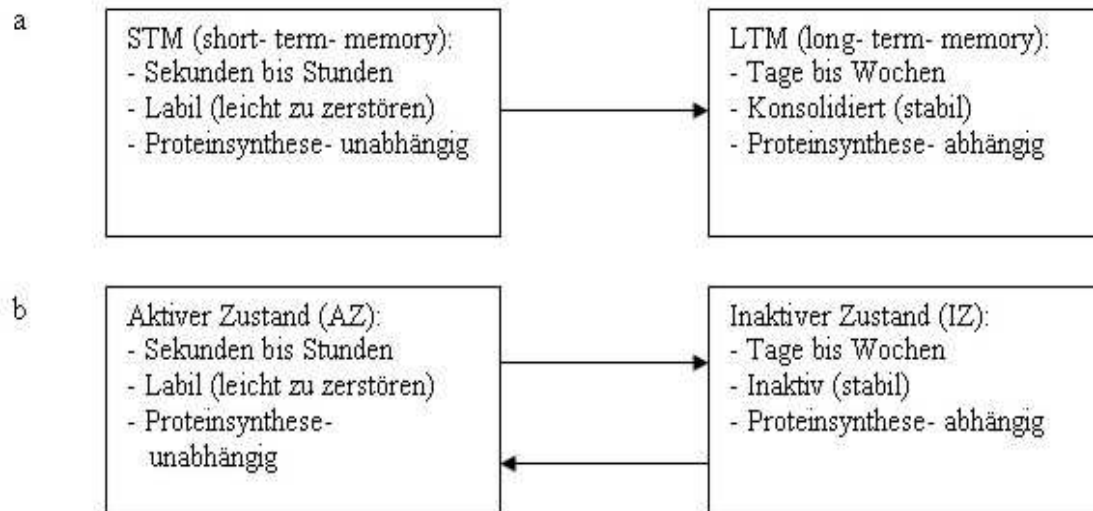 a
STM (short- term- memory):
- Sekunden bis Stunden
- Labil (leicht zu zerstören)
- Proteinsynthese- unabhängig
LTM (long- term- memory):
- Tage bis Wochen
- Konsolidiert (stabil)
- Proteinsynthese- abhängig
b
Aktiver Zustand (AZ):
- Sekunden bis Stunden
- Labil (leicht zu zerstören)
- Proteinsynthese-
unabhängig
Inaktiver Zustand (IZ):
- Tage bis Wochen
- Inaktiv (stabil)
- Proteinsynthese- abhängig